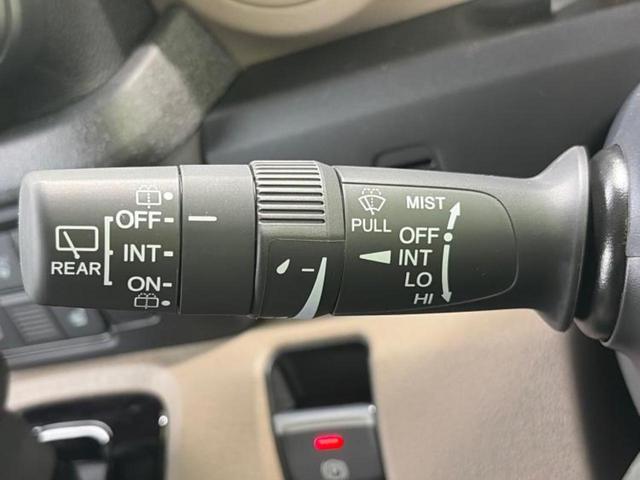 OFF
REAR
INT
ON
PULL
MIST
OFF
INT
LO
HI